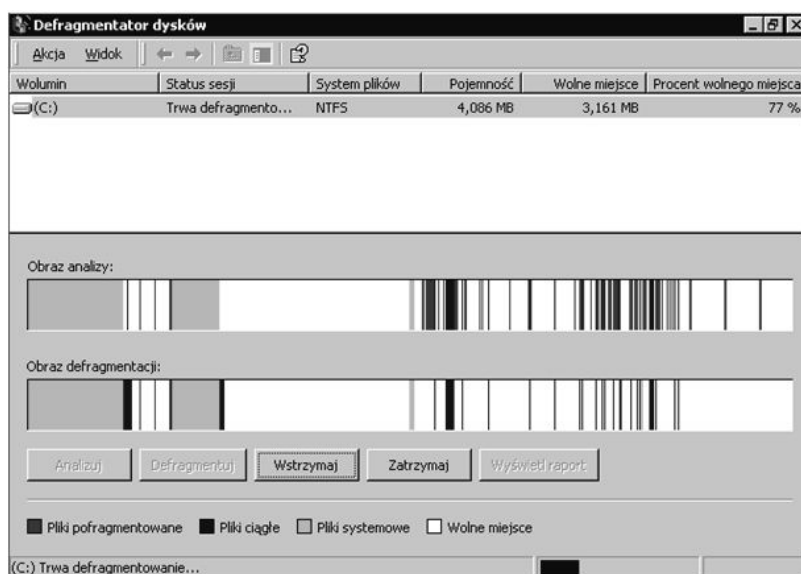 Defragmentator dysków
Akcja Widok
Wolumin Status sesji System plików Pojemność Wolne miejsce Procent wolnego miejsca
(C:) Trwa defragmento... NTFS 4,086 MB 3,161 MB 77 %
Obraz analizy:
Obraz defragmentacji:
Analizuj Defragmentuj Wstrzymaj Zatrzymaj Wyświetl raport
Pliki pofragmentowane Pliki ciągłe Pliki systemowe Wolne miejsce
(C:) Trwa defragmentowanie...